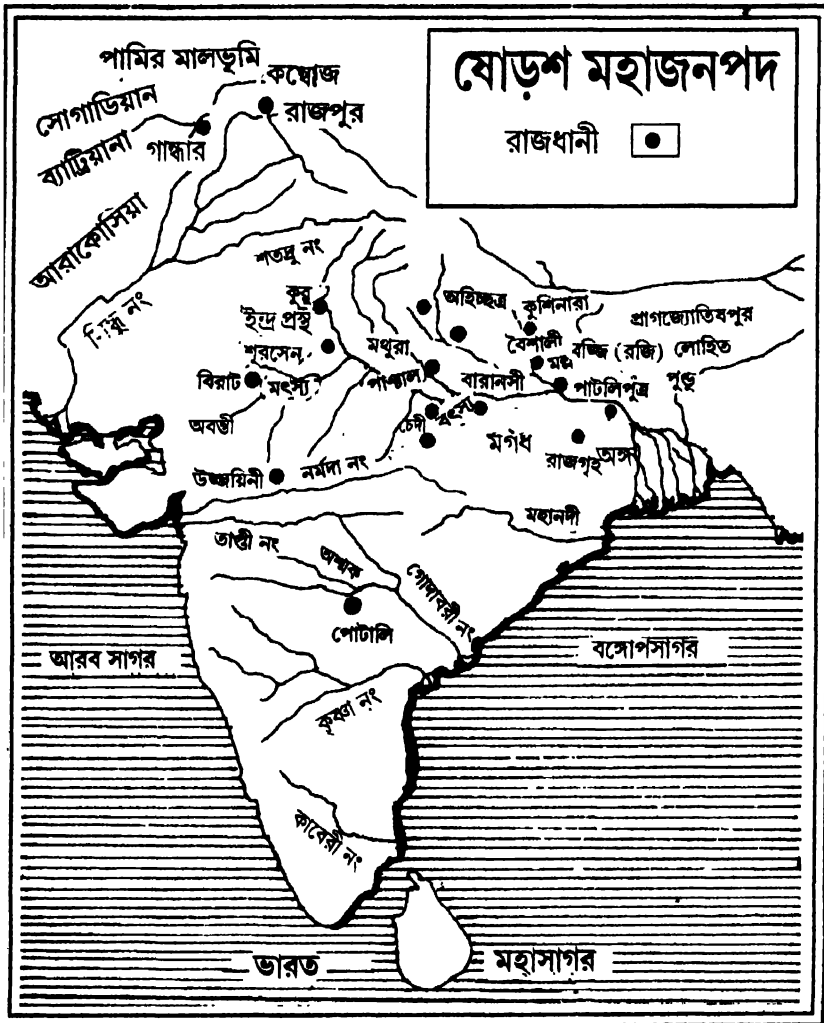 ষোড়শ মহাজনপদ
রাজধানী
পামির মালভূমি
কম্বোজ
রাজপুর
সোগাডিয়ান
গান্ধার
ব্যাট্রিয়ানা
আরাকোসিয়া
শতদ্রু নং
সিন্ধু নং
কুরু
ইন্দ্র প্রস্থ
অহিচ্ছত্র
কুশিনারা
প্রাগজ্যোতিষপুর
শূরসেন
মথুরা
বৈশালী
মল্ল
বজ্জি (রজি)
লোহিত
বিরাট
মৎস্য
পাঞ্চাল
বারানসী
পাটলিপুত্র
পুণ্ড্র
অবন্তী
চেদী
মগধ
রাজগৃহ
অঙ্গ
উজ্জয়িনী
নর্মদা নং
মহানদী
তাপ্তী নং
অশ্মক
গোদাবরী নং
পোটালি
আরব সাগর
বঙ্গোপসাগর
কৃষ্ণা নং
কাবেরী নং
ভারত
মহাসাগর